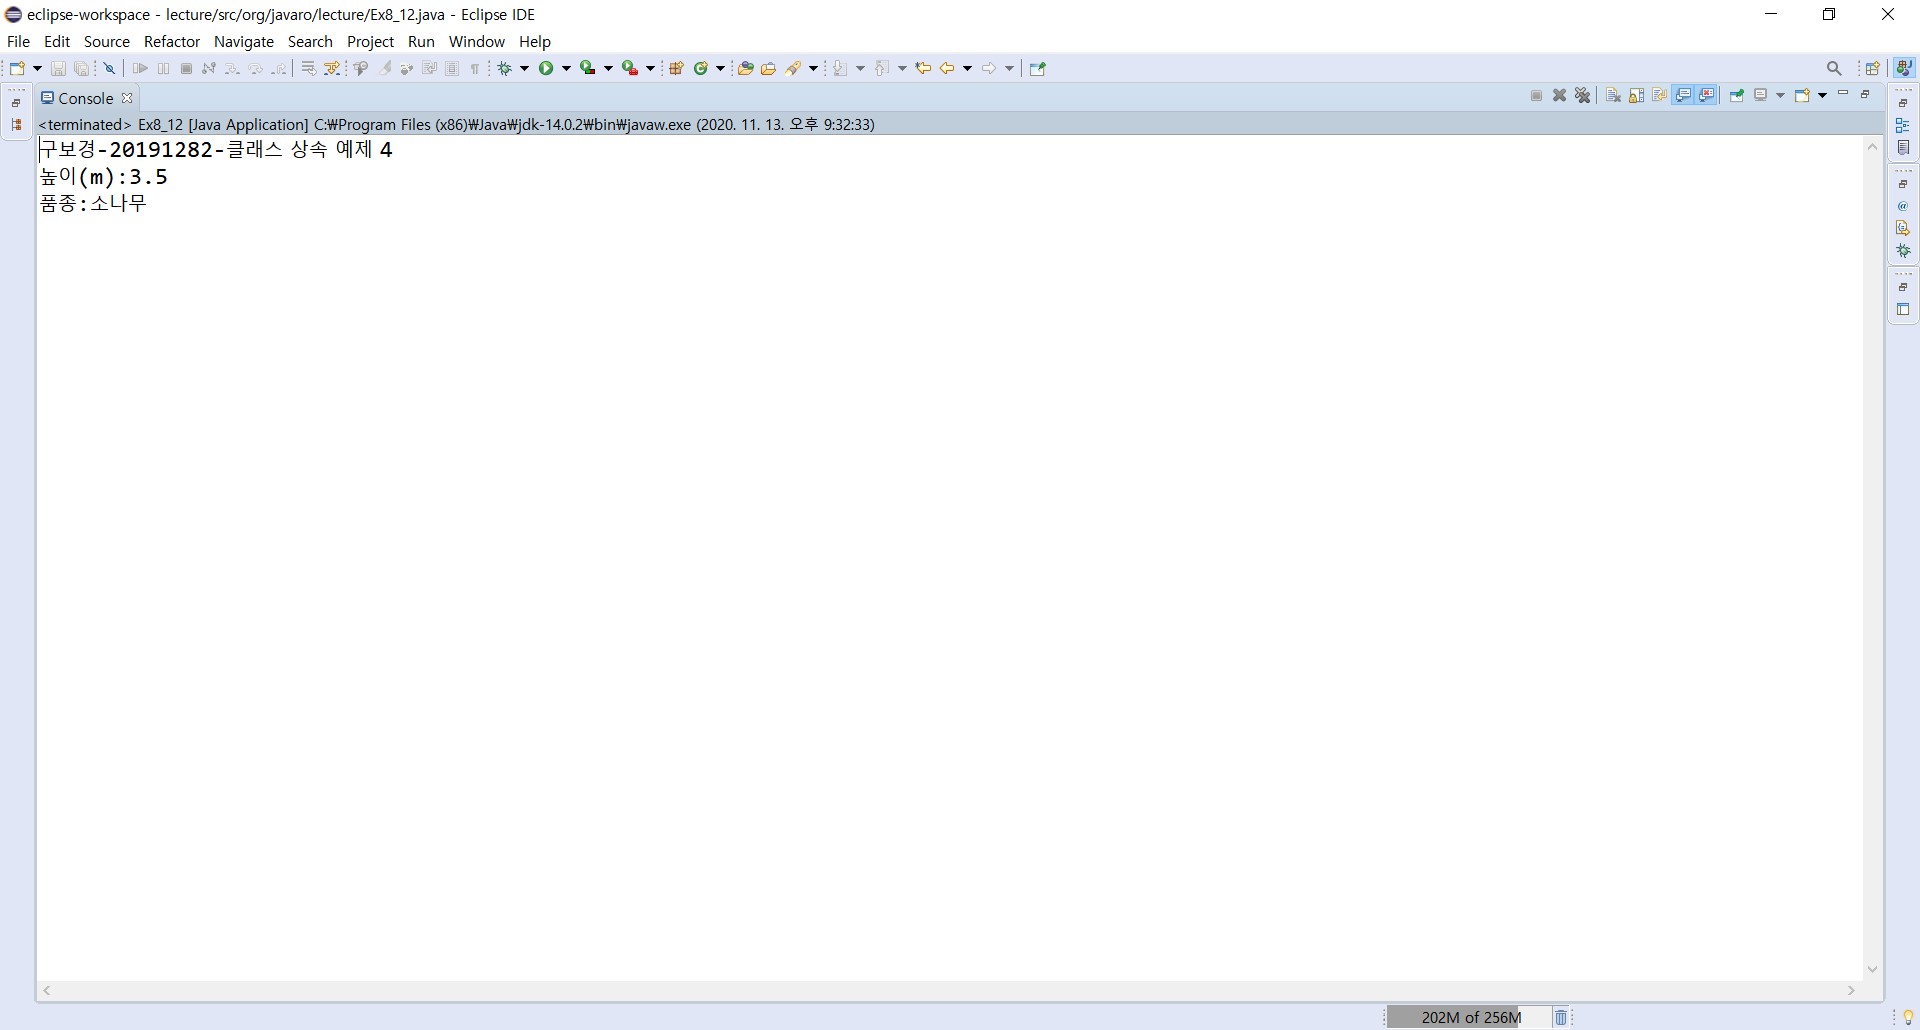 eclipse-workspace - lecture/src/org/javaro/lecture/Ex8_12.java - Eclipse IDE
File Edit Source Refactor Navigate Search Project Run Window Help
Console
<terminated> Ex8_12 [Java Application] C:₩Program Files (x86)₩Java₩jdk-14.0.2₩bin₩javaw.exe (2020. 11. 13. 오후 9:32:33)
구보경-20191282-클래스 상속 예제 4
높이(m):3.5
품종:소나무
202M of 256M